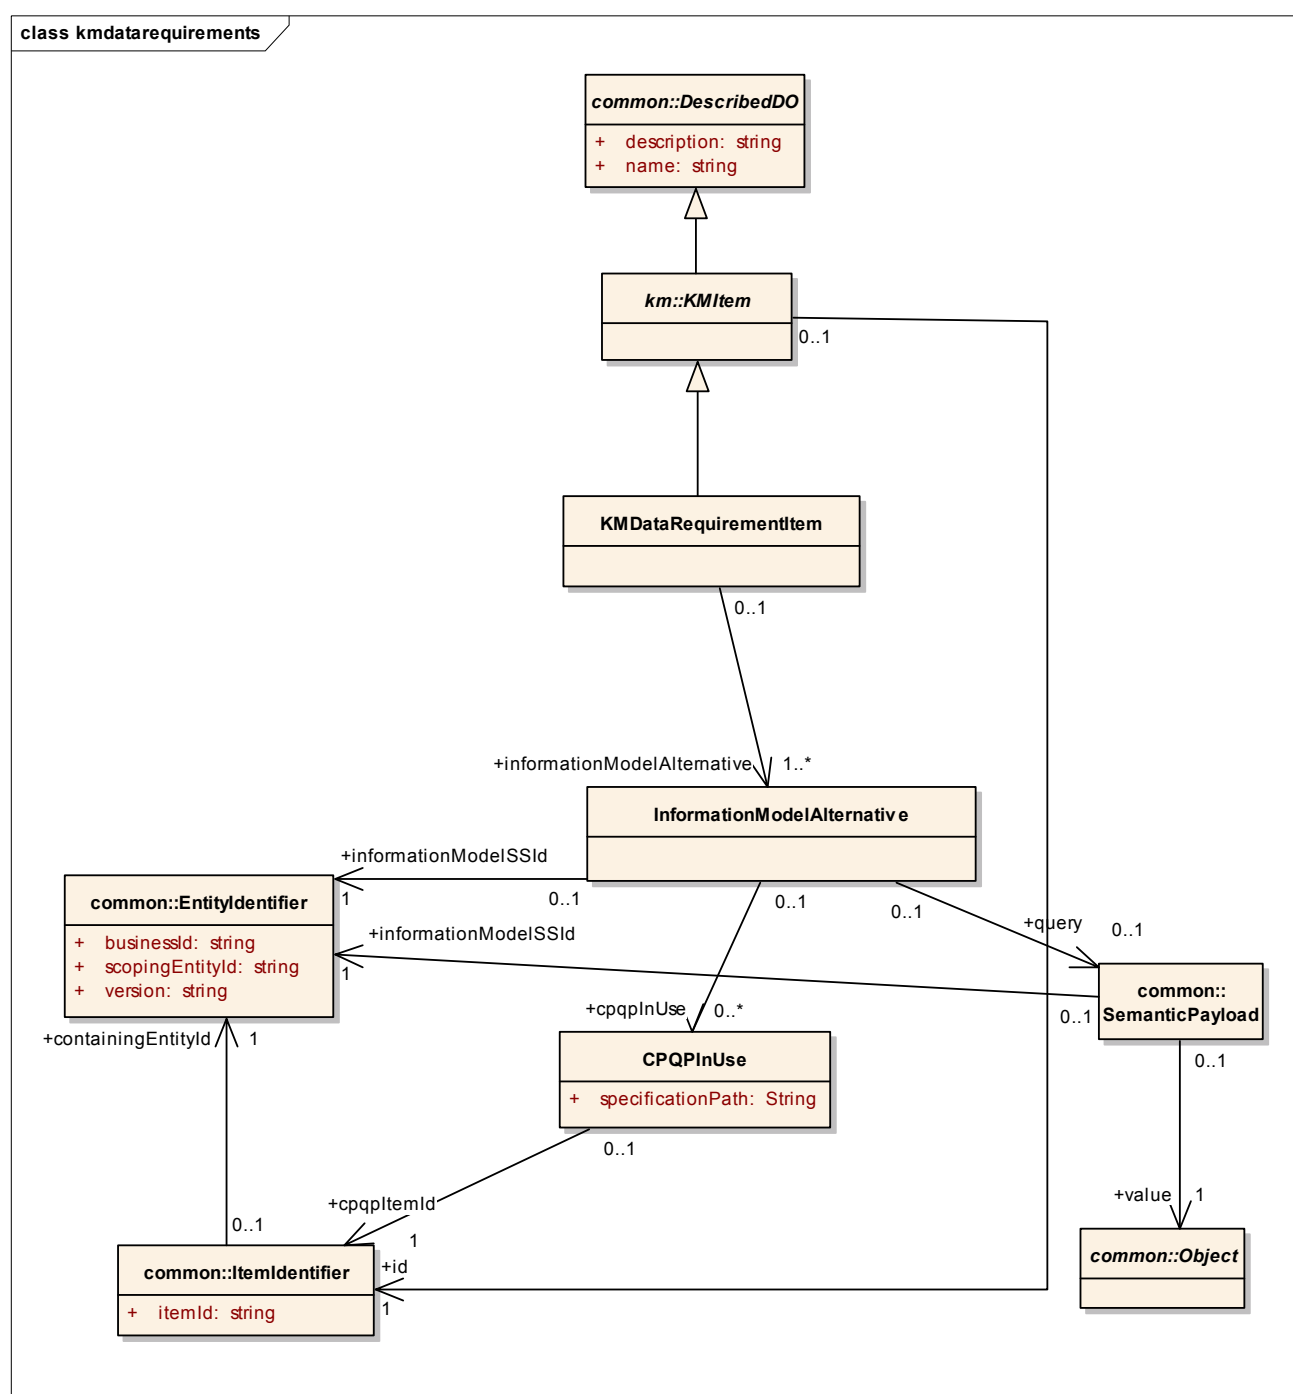 class kmdatarequirements
common::DescribedDO
+ description: string
+ name: string
km::KMItem
0..1
KMDataRequirementItem
0..1
+informationModelAlternative
1..*
InformationModelAlternative
+informationModelSSId
1
0..1
0..1
0..1
common::EntityIdentifier
+ businessId: string
+ scopingEntityId: string
+ version: string
+informationModelSSId
1
+query
0..1
common::
SemanticPayload
0..1
0..1
+containingEntityId
1
+cpqpInUse
0..*
CPQPInUse
+ specificationPath: String
0..1
+cpqpItemId
1
0..1
+value
1
common::ItemIdentifier
+ itemId: string
+id
1
common::Object